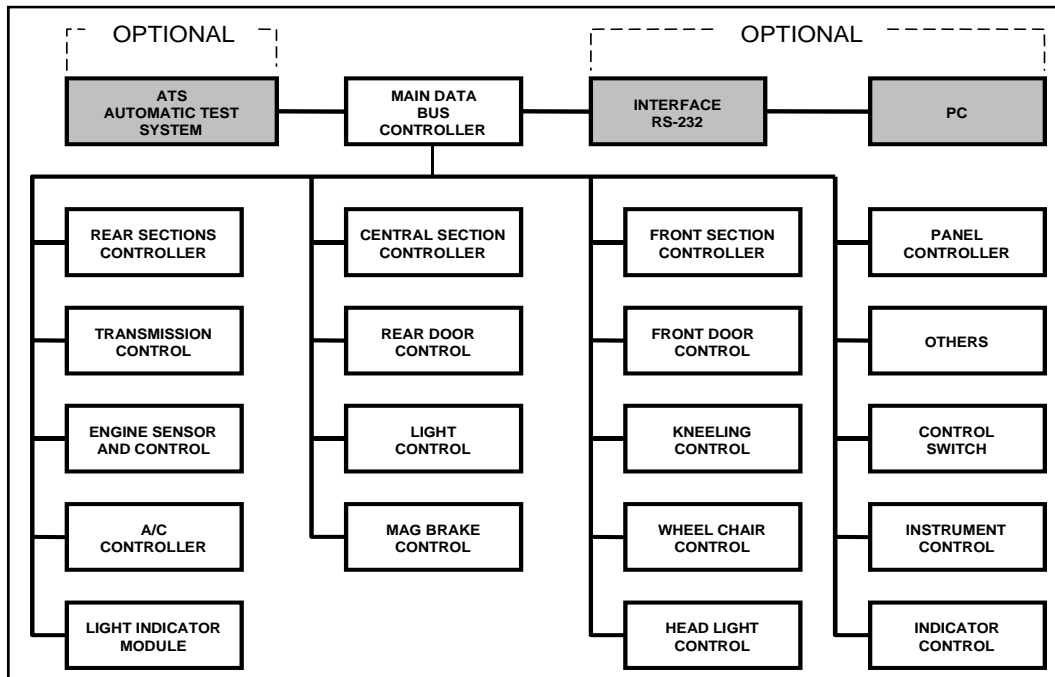 OPTIONAL
OPTIONAL
ATS
AUTOMATIC TEST
SYSTEM
MAIN DATA
BUS
CONTROLLER
INTERFACE
RS-232
PC
REAR SECTIONS
CONTROLLER
CENTRAL SECTION
CONTROLLER
FRONT SECTION
CONTROLLER
PANEL
CONTROLLER
TRANSMISSION
CONTROL
REAR DOOR
CONTROL
FRONT DOOR
CONTROL
OTHERS
ENGINE SENSOR
AND CONTROL
LIGHT
CONTROL
KNEELING
CONTROL
CONTROL
SWITCH
A/C
CONTROLLER
MAG BRAKE
CONTROL
WHEEL CHAIR
CONTROL
INSTRUMENT
CONTROL
LIGHT INDICATOR
MODULE
HEAD LIGHT
CONTROL
INDICATOR
CONTROL